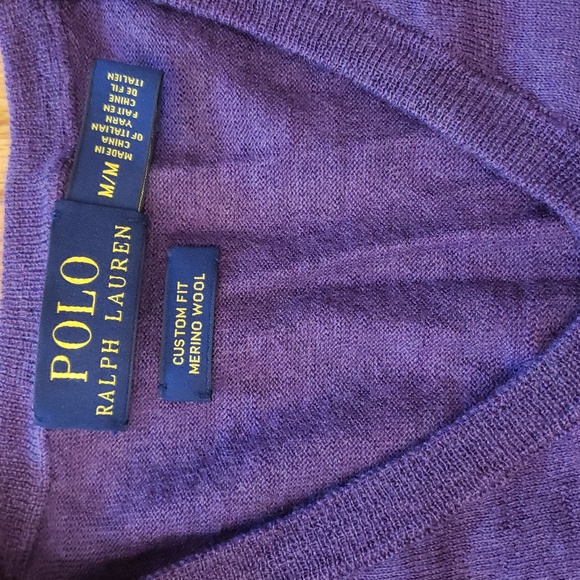 POLO
RALPH LAUREN
M/M
MADE IN
CHINA
OF ITALIAN
YARN
FAIT EN
CHINE
DE FIL
ITALIEN
CUSTOM FIT
MERINO WOOL